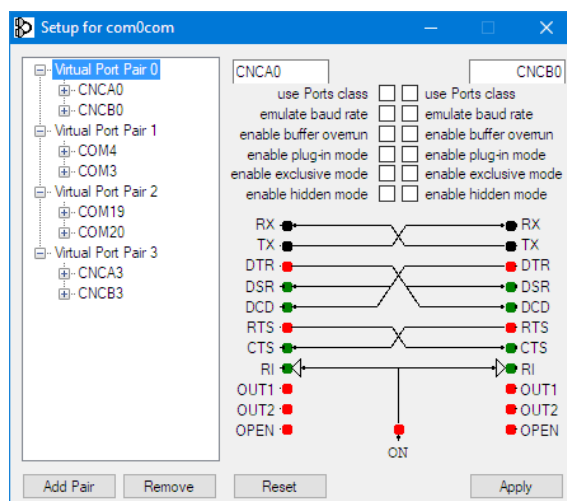 Setup for com0com
Virtual Port Pair 0
CNCA0
CNCB0
Virtual Port Pair 1
COM4
COM3
Virtual Port Pair 2
COM19
COM20
Virtual Port Pair 3
CNCA3
CNCB3
CNCA0 CNCB0
use Ports class use Ports class
emulate baud rate emulate baud rate
enable buffer overrun enable buffer overrun
enable plug-in mode enable plug-in mode
enable exclusive mode enable exclusive mode
enable hidden mode enable hidden mode
RX RX
TX TX
DTR DTR
DSR DSR
DCD DCD
RTS RTS
CTS CTS
RI RI
OUT1 OUT1
OUT2 OUT2
OPEN OPEN
ON
Add Pair Remove Reset Apply